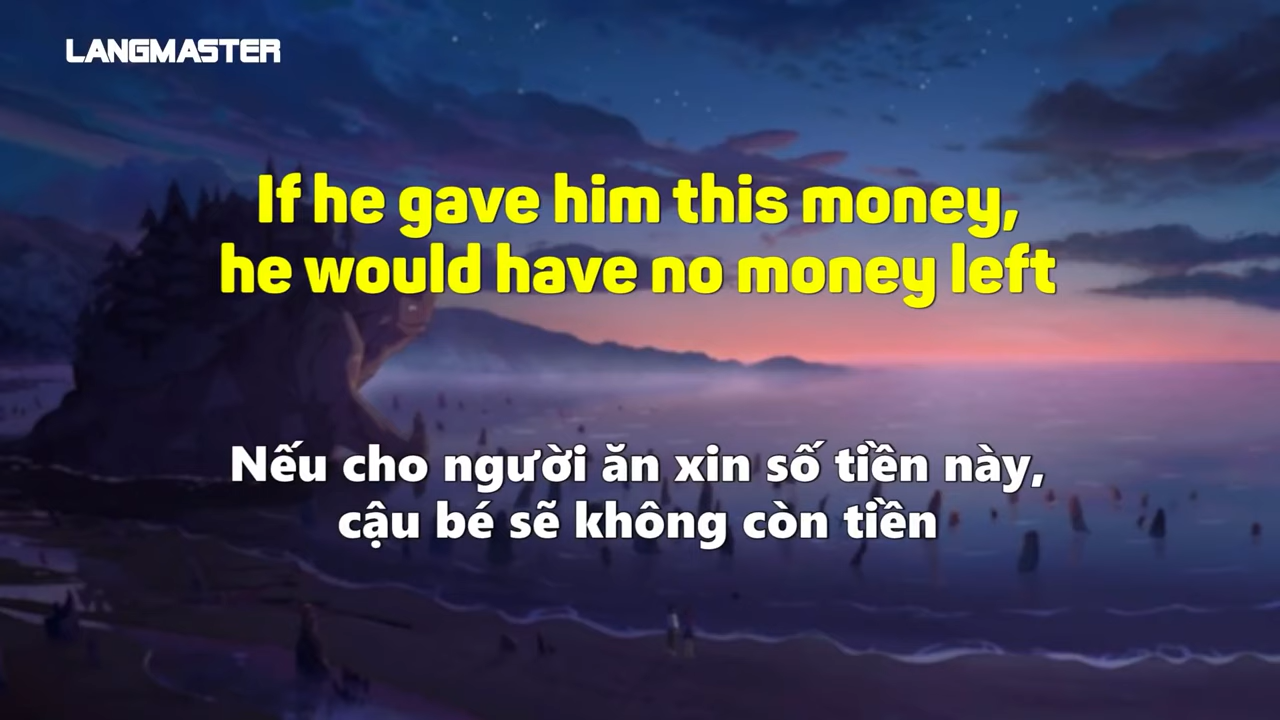 LANGMASTER
If he gave him this money,
he would have no money left
Nếu cho người ăn xin số tiền này,
cậu bé sẽ không còn tiền